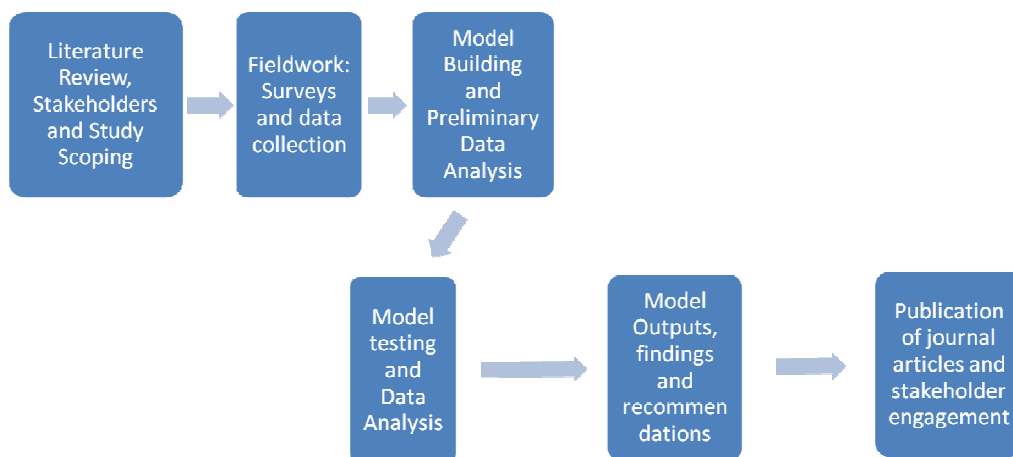 Literature
Review,
Stakeholders
and Study
Scoping
Fieldwork:
Surveys
and data
collection
Model
Building
and
Preliminary
Data
Analysis
Model
testing
and
Data
Analysis
Model
Outputs,
findings
and
recommen
dations
Publication
of journal
articles and
stakeholder
engagement